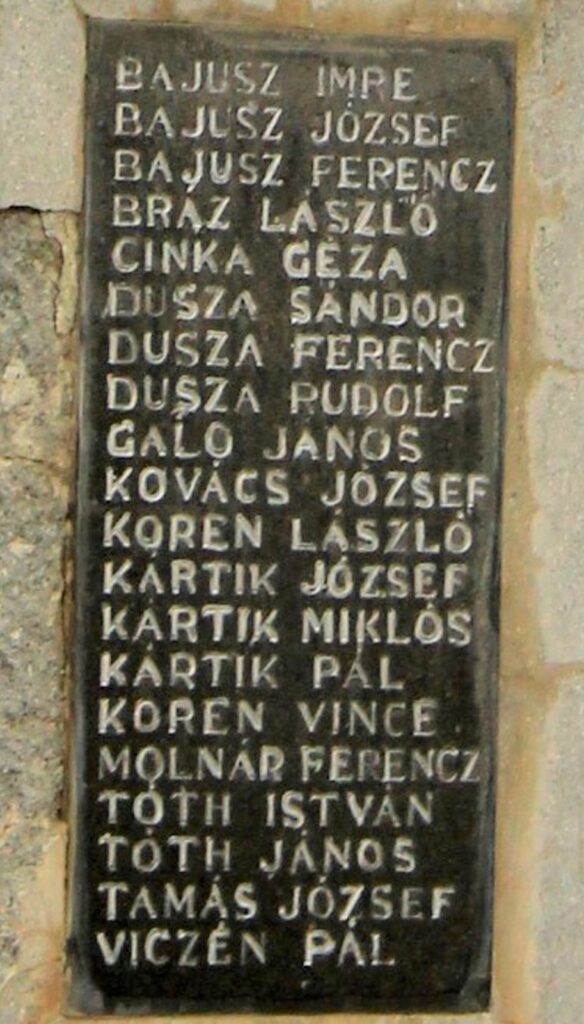 BAJUSZ IMRE
BAJUSZ JÓZSEF
BAJUSZ FERENCZ
BRÁZ LÁSZLÓ
CINKA GÉZA
DUSZA SÁNDOR
DUSZA FERENCZ
DUSZA RUDOLF
GALÓ JÁNOS
KOVÁCS JÓZSEF
KOREN LÁSZLÓ
KÁRTIK JÓZSEF
KÁRTIK MIKLÓS
KÁRTIK PÁL
KOREN VINCE
MOLNÁR FERENCZ
TÓTH ISTVÁN
TÓTH JÁNOS
TAMÁS JÓZSEF
VICZÉN PÁL